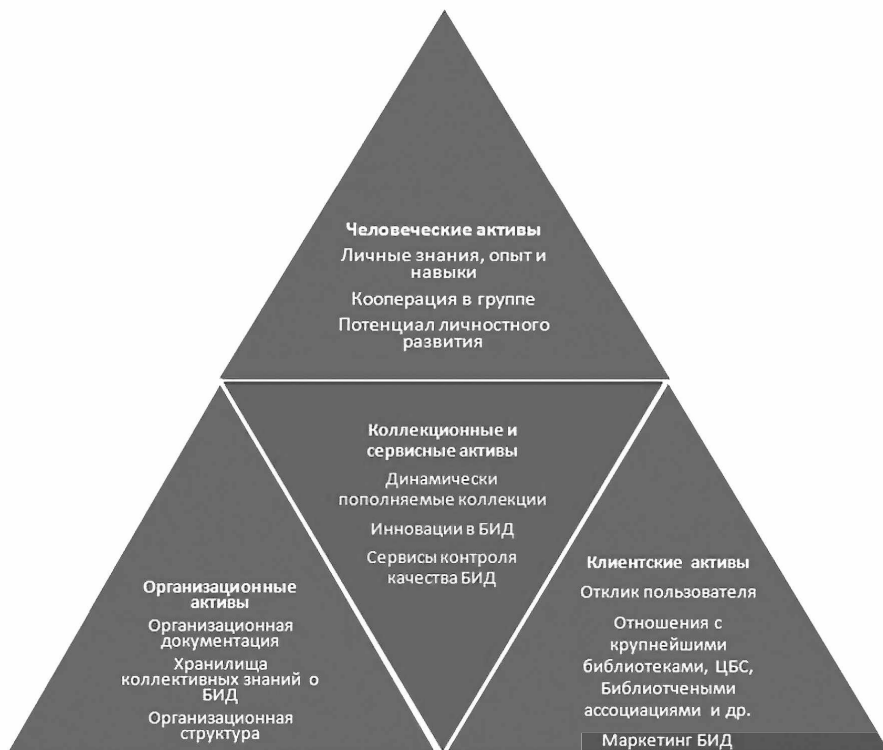 Человеческие активы
Личные знания, опыт и
навыки
Кооперация в группе
Потенциал личностного
развития
Коллекционные и
сервисные активы
Динамически
пополняемые коллекции
Инновации в БИД
Сервисы контроля
качества БИД
Организационные
активы
Организационная
документация
Хранилища
коллективных знаний о
БИД
Организационная
структура
Клиентские активы
Отклик пользователя
Отношения с
крупнейшими
библиотеками, ЦБС,
Библиотчеными
ассоциациями и др.
Маркетинг БИД